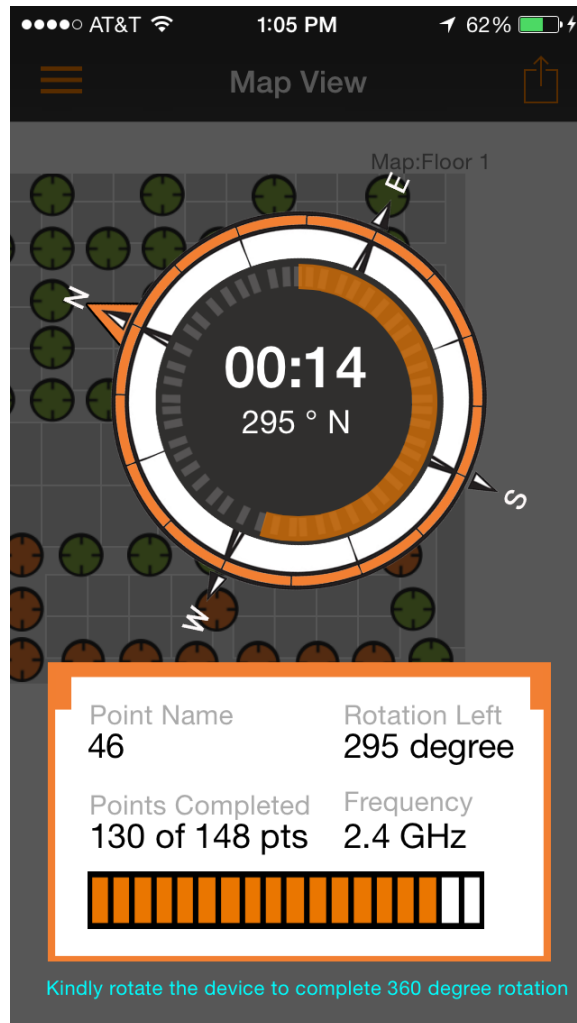 AT&T 1:05 PM 62%
Map View
Map:Floor 1
E
N
00:14
295 ° N
S
W
Point Name Rotation Left
46 295 degree
Points Completed Frequency
130 of 148 pts 2.4 GHz
Kindly rotate the device to complete 360 degree rotation